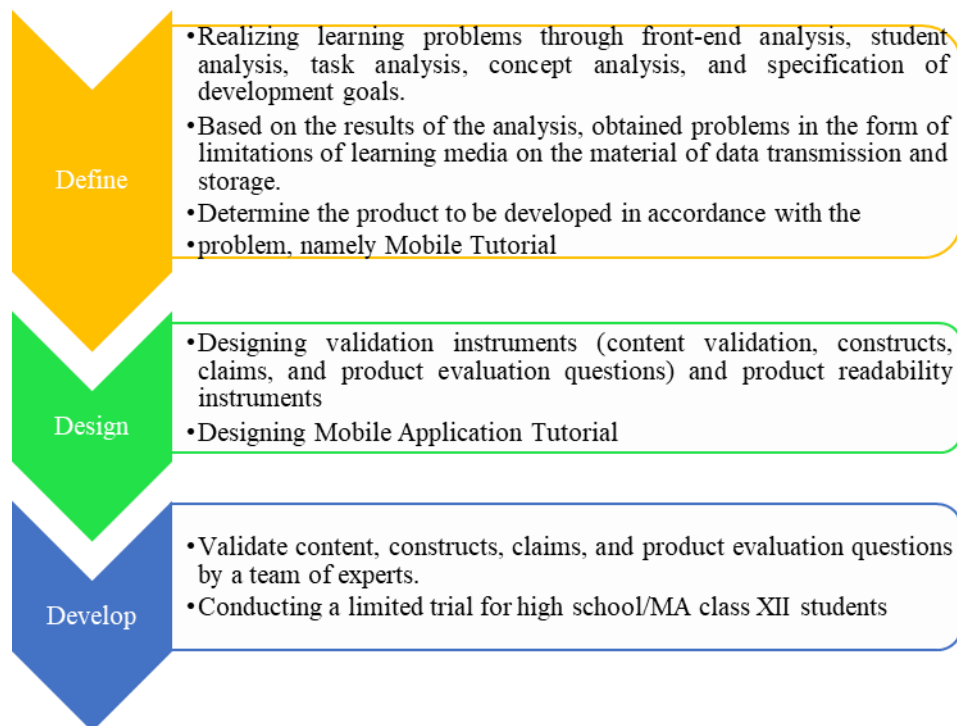 Define
•Realizing learning problems through front-end analysis, student
analysis, task analysis, concept analysis, and specification of
development goals.
•Based on the results of the analysis, obtained problems in the form of
limitations of learning media on the material of data transmission and
storage.
•Determine the product to be developed in accordance with the
•problem, namely Mobile Tutorial
Design
•Designing validation instruments (content validation, constructs,
claims, and product evaluation questions) and product readability
instruments
•Designing Mobile Application Tutorial
Develop
•Validate content, constructs, claims, and product evaluation questions
by a team of experts.
•Conducting a limited trial for high school/MA class XII students